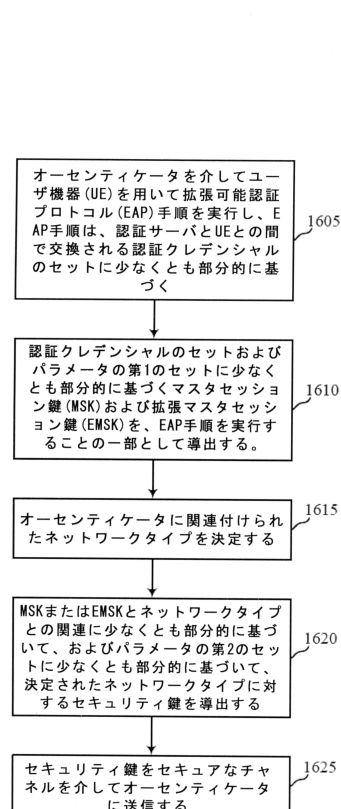 オーセンティケータを介してユー
ザ機器(UE)を用いて拡張可能認証
プロトコル(EAP)手順を実行し、E
AP手順は、認証サーバとUEとの間
で交換される認証クレデンシャル
のセットに少なくとも部分的に基
づく
1605
認証クレデンシャルのセットおよび
パラメータの第1のセットに少なく
とも部分的に基づくマスタセッショ
ン鍵(MSK)および拡張マスタセッシ
ョン鍵(EMSK)を、EAP手順を実行す
ることの一部として導出する。
1610
オーセンティケータに関連付けられ
たネットワークタイプを決定する
1615
MSKまたはEMSKとネットワークタイプ
との関連に少なくとも部分的に基づ
いて、およびパラメータの第2のセッ
トに少なくとも部分的に基づいて、
決定されたネットワークタイプに対
するセキュリティ鍵を導出する
1620
セキュリティ鍵をセキュアなチャ
ネルを介してオーセンティケータ
に送信する
1625